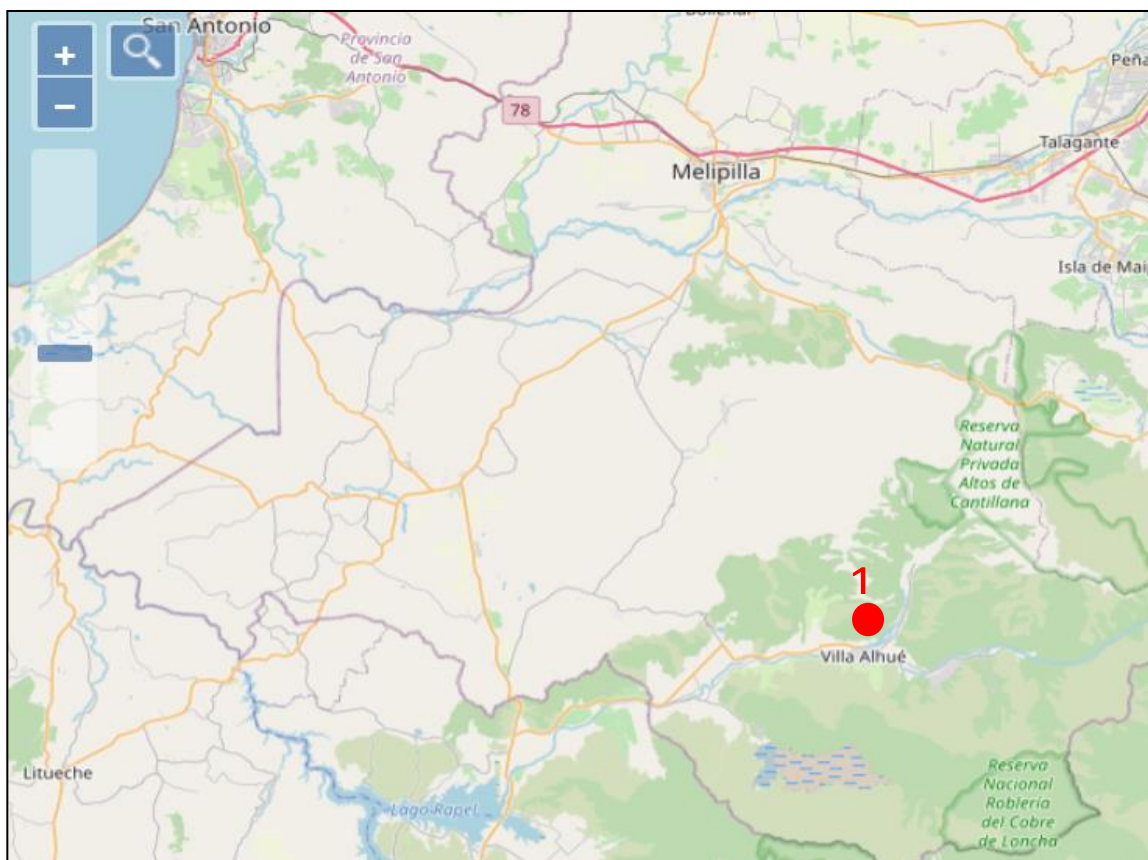 San Antonio
+
−
Provincia
de San
Antonio
78
Peña
Talagante
Melipilla
Isla de Mai
Reserva
Natural
Privada
Altos de
Cantillana
1
Villa Alhué
Litueche
Lago Rapel
Reserva
Nacional
Roblería
del Cobre
de Loncha